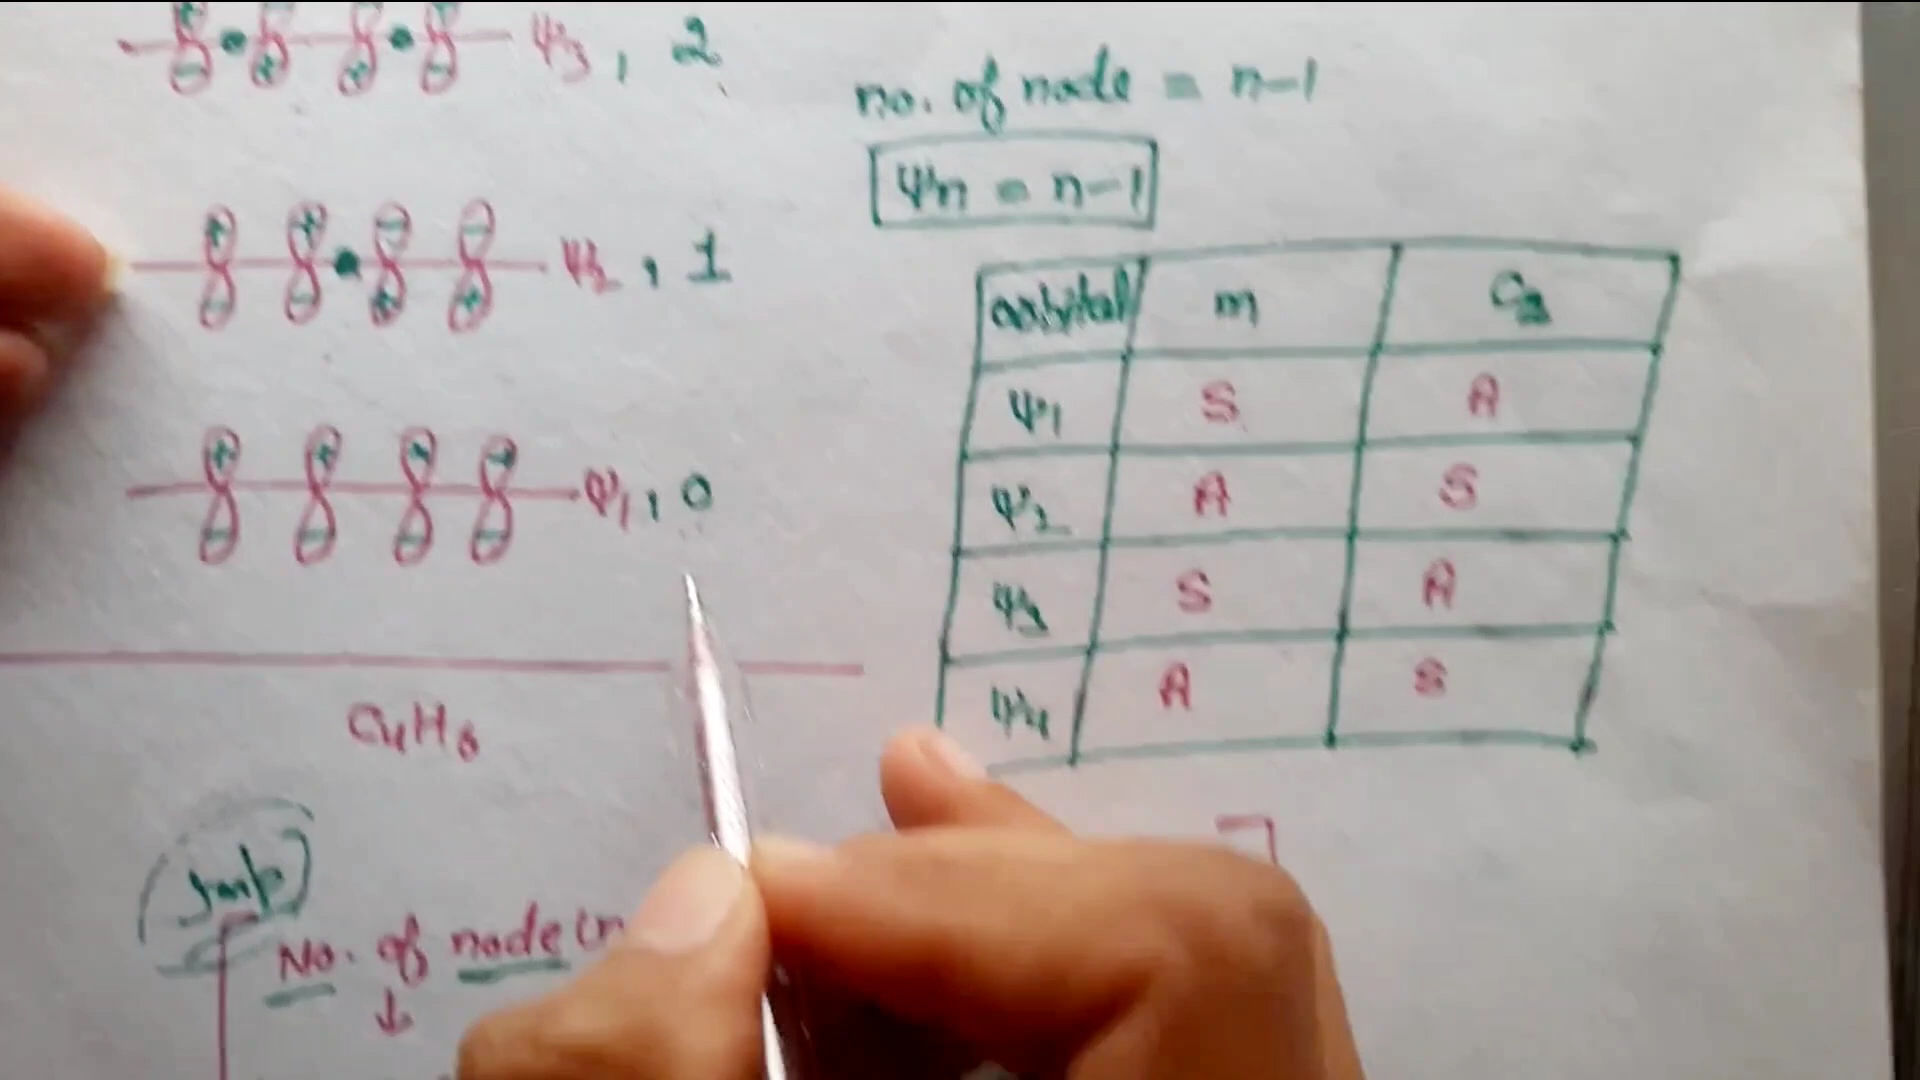 ψ3, 2
ψ2, 1
ψ1, 0
no. of node = n-1
ψn = n-1
orbital m C2
ψ1 S A
ψ2 A S
ψ3 S A
ψ4 A S
C4H6
Imp
No. of node (n
↓